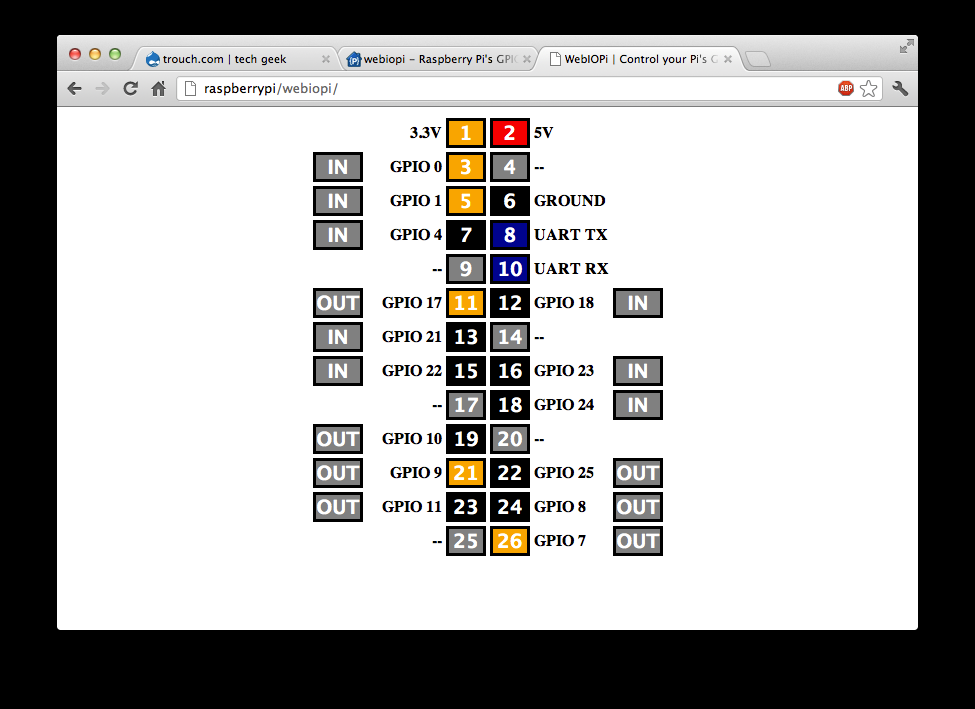 trouch.com | tech geek webiopi - Raspberry Pi's GPI WebIOPi | Control your Pi's G
raspberrypi/webiopi/ ABP
3.3V 1 2 5V
IN GPIO 0 3 4 --
IN GPIO 1 5 6 GROUND
IN GPIO 4 7 8 UART TX
-- 9 10 UART RX
OUT GPIO 17 11 12 GPIO 18 IN
IN GPIO 21 13 14 --
IN GPIO 22 15 16 GPIO 23 IN
-- 17 18 GPIO 24 IN
OUT GPIO 10 19 20 --
OUT GPIO 9 21 22 GPIO 25 OUT
OUT GPIO 11 23 24 GPIO 8 OUT
-- 25 26 GPIO 7 OUT